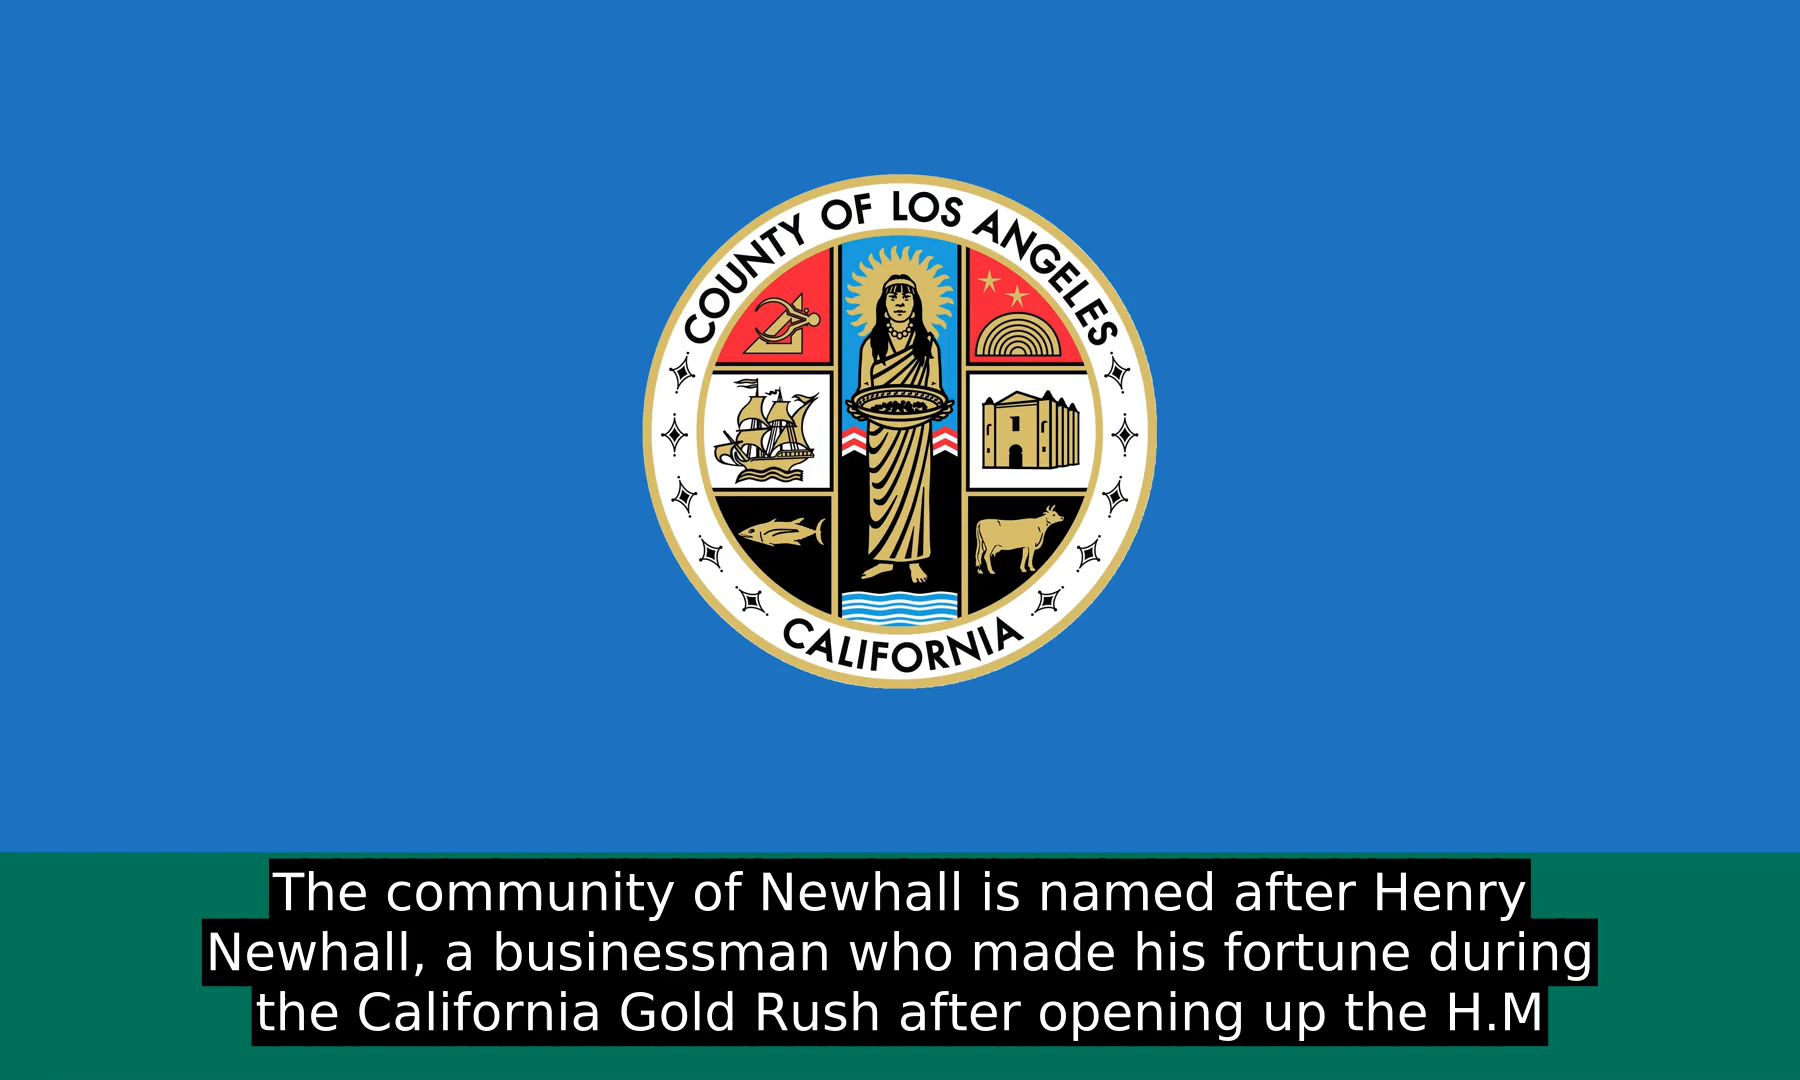 COUNTY OF LOS ANGELES
CALIFORNIA
The community of Newhall is named after Henry
Newhall, a businessman who made his fortune during
the California Gold Rush after opening up the H.M